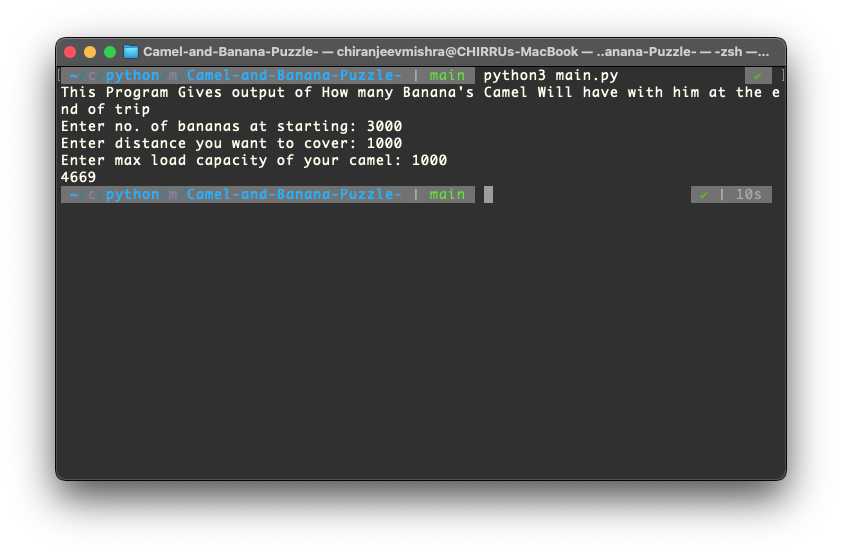 Camel-and-Banana-Puzzle- — chiranjeevmishra@CHIRRUs-MacBook — ..anana-Puzzle- — -zsh —...
[ ~ c/python/m/Camel-and-Banana-Puzzle- | main python3 main.py ✔ ]
This Program Gives output of How many Banana's Camel Will have with him at the e
nd of trip
Enter no. of bananas at starting: 3000
Enter distance you want to cover: 1000
Enter max load capacity of your camel: 1000
4669
~ c/python/m/Camel-and-Banana-Puzzle- | main ✔ | 10s